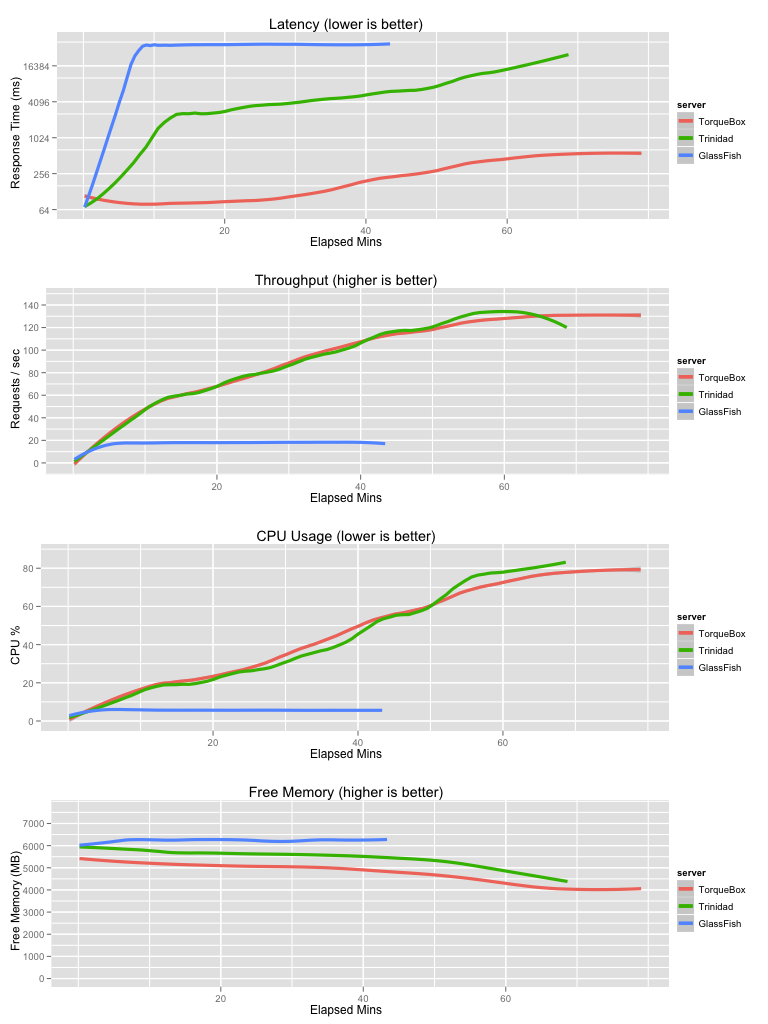 Latency (lower is better)
Response Time (ms)
16384
4096
1024
256
64
20
40
60
Elapsed Mins
server
TorqueBox
Trinidad
GlassFish
Throughput (higher is better)
Requests / sec
140
120
100
80
60
40
20
0
20
40
60
Elapsed Mins
server
TorqueBox
Trinidad
GlassFish
CPU Usage (lower is better)
CPU %
80
60
40
20
0
20
40
60
Elapsed Mins
server
TorqueBox
Trinidad
GlassFish
Free Memory (higher is better)
Free Memory (MB)
7000
6000
5000
4000
3000
2000
1000
0
20
40
60
Elapsed Mins
server
TorqueBox
Trinidad
GlassFish